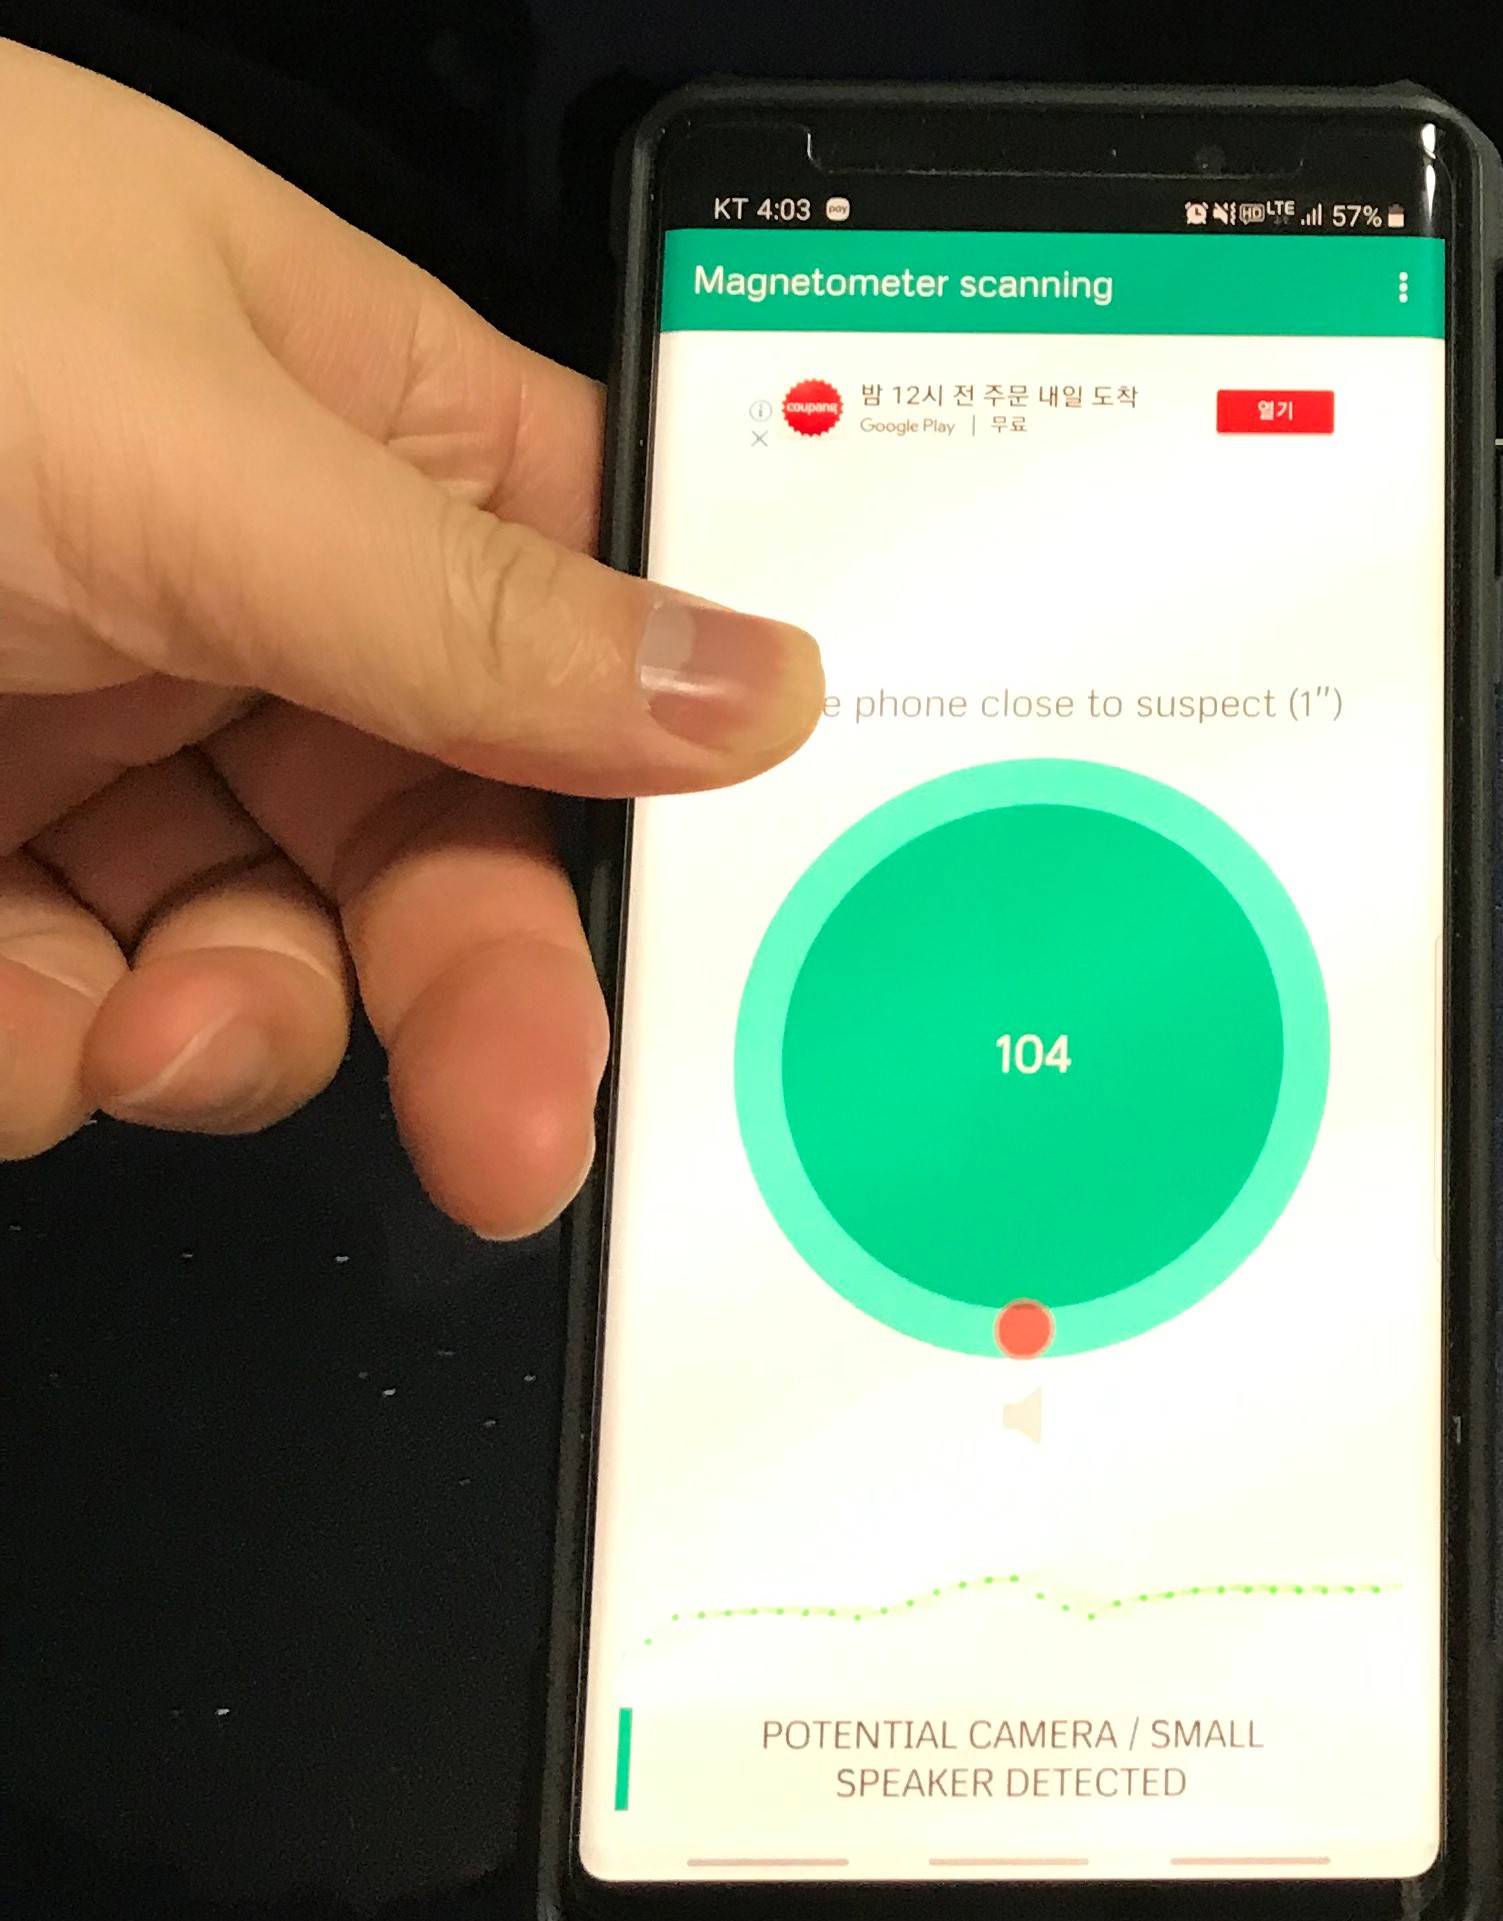 KT 4:03 pay HD LTE 57%
Magnetometer scanning
coupang 밤 12시 전 주문 내일 도착 열기
Google Play | 무료
e phone close to suspect (1")
104
POTENTIAL CAMERA / SMALL
SPEAKER DETECTED